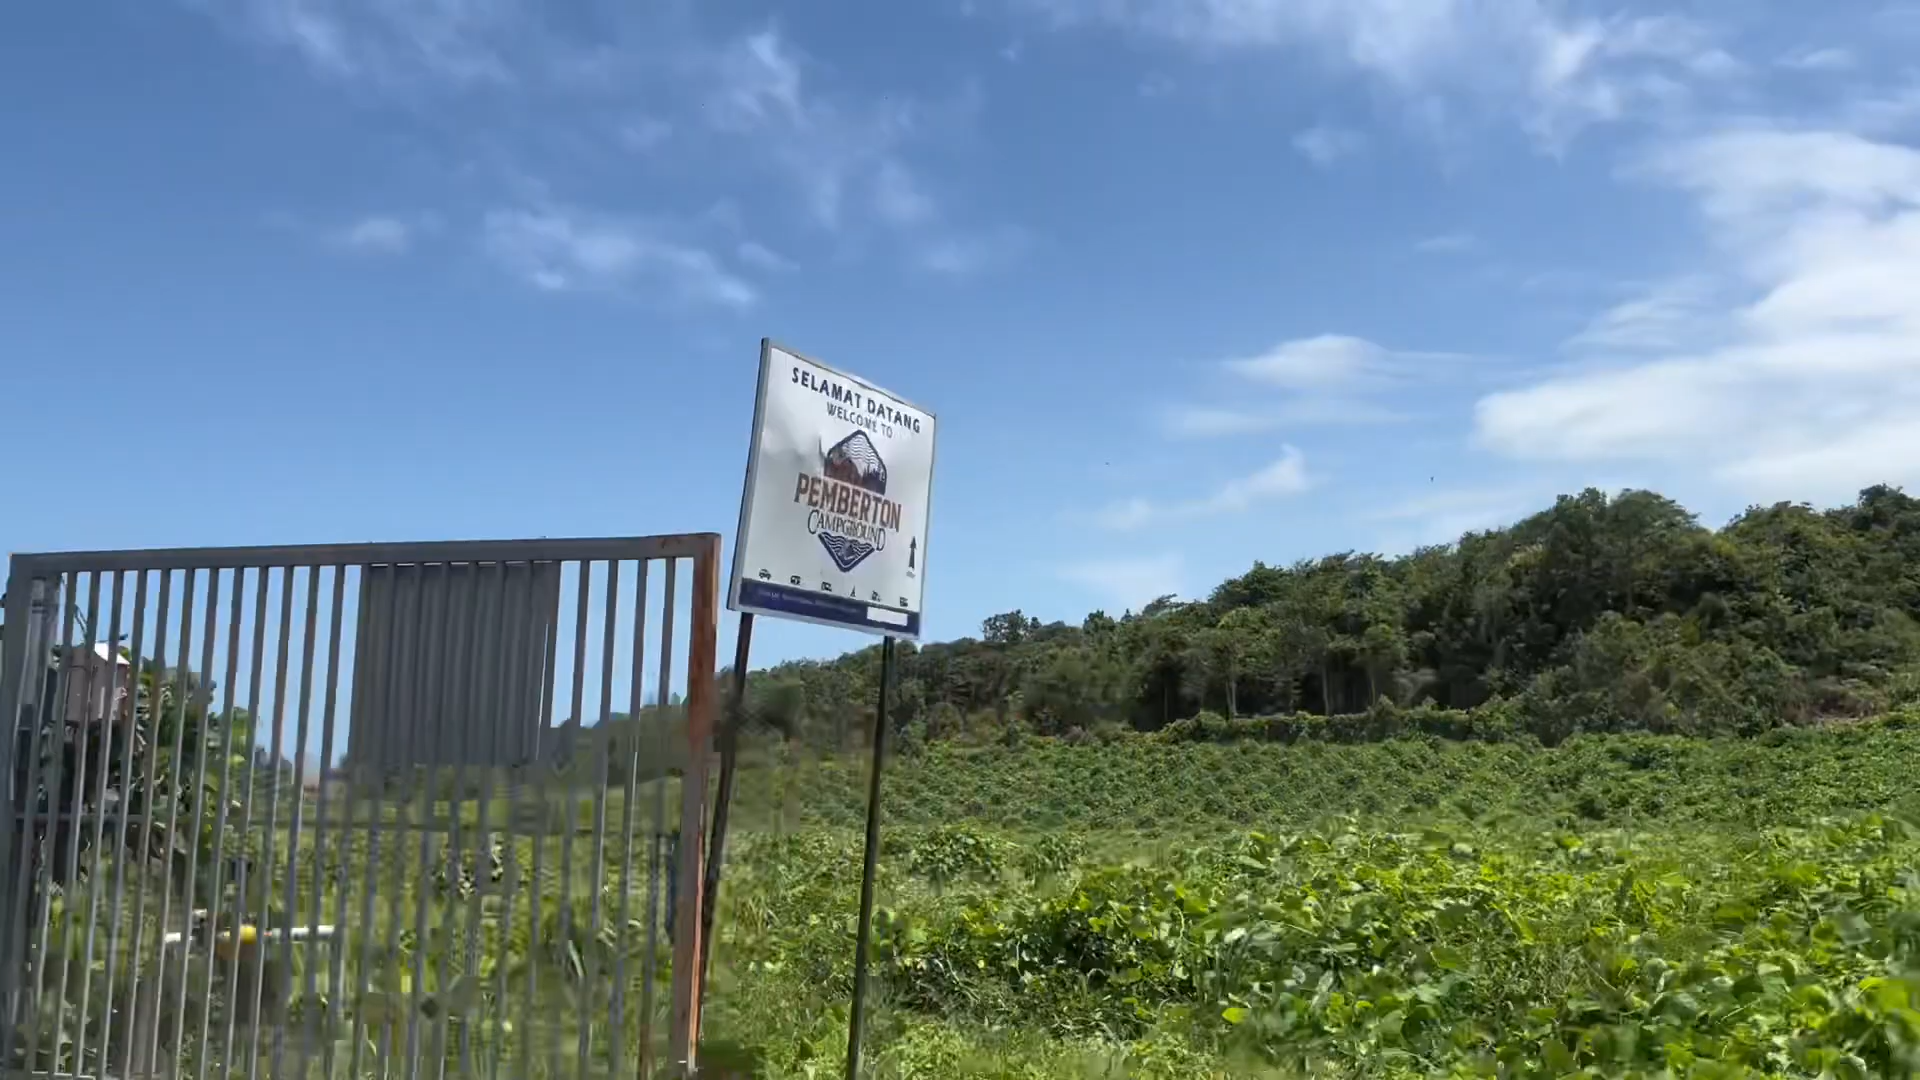 SELAMAT DATANG
WELCOME TO
PEMBERTON
CAMPGROUND